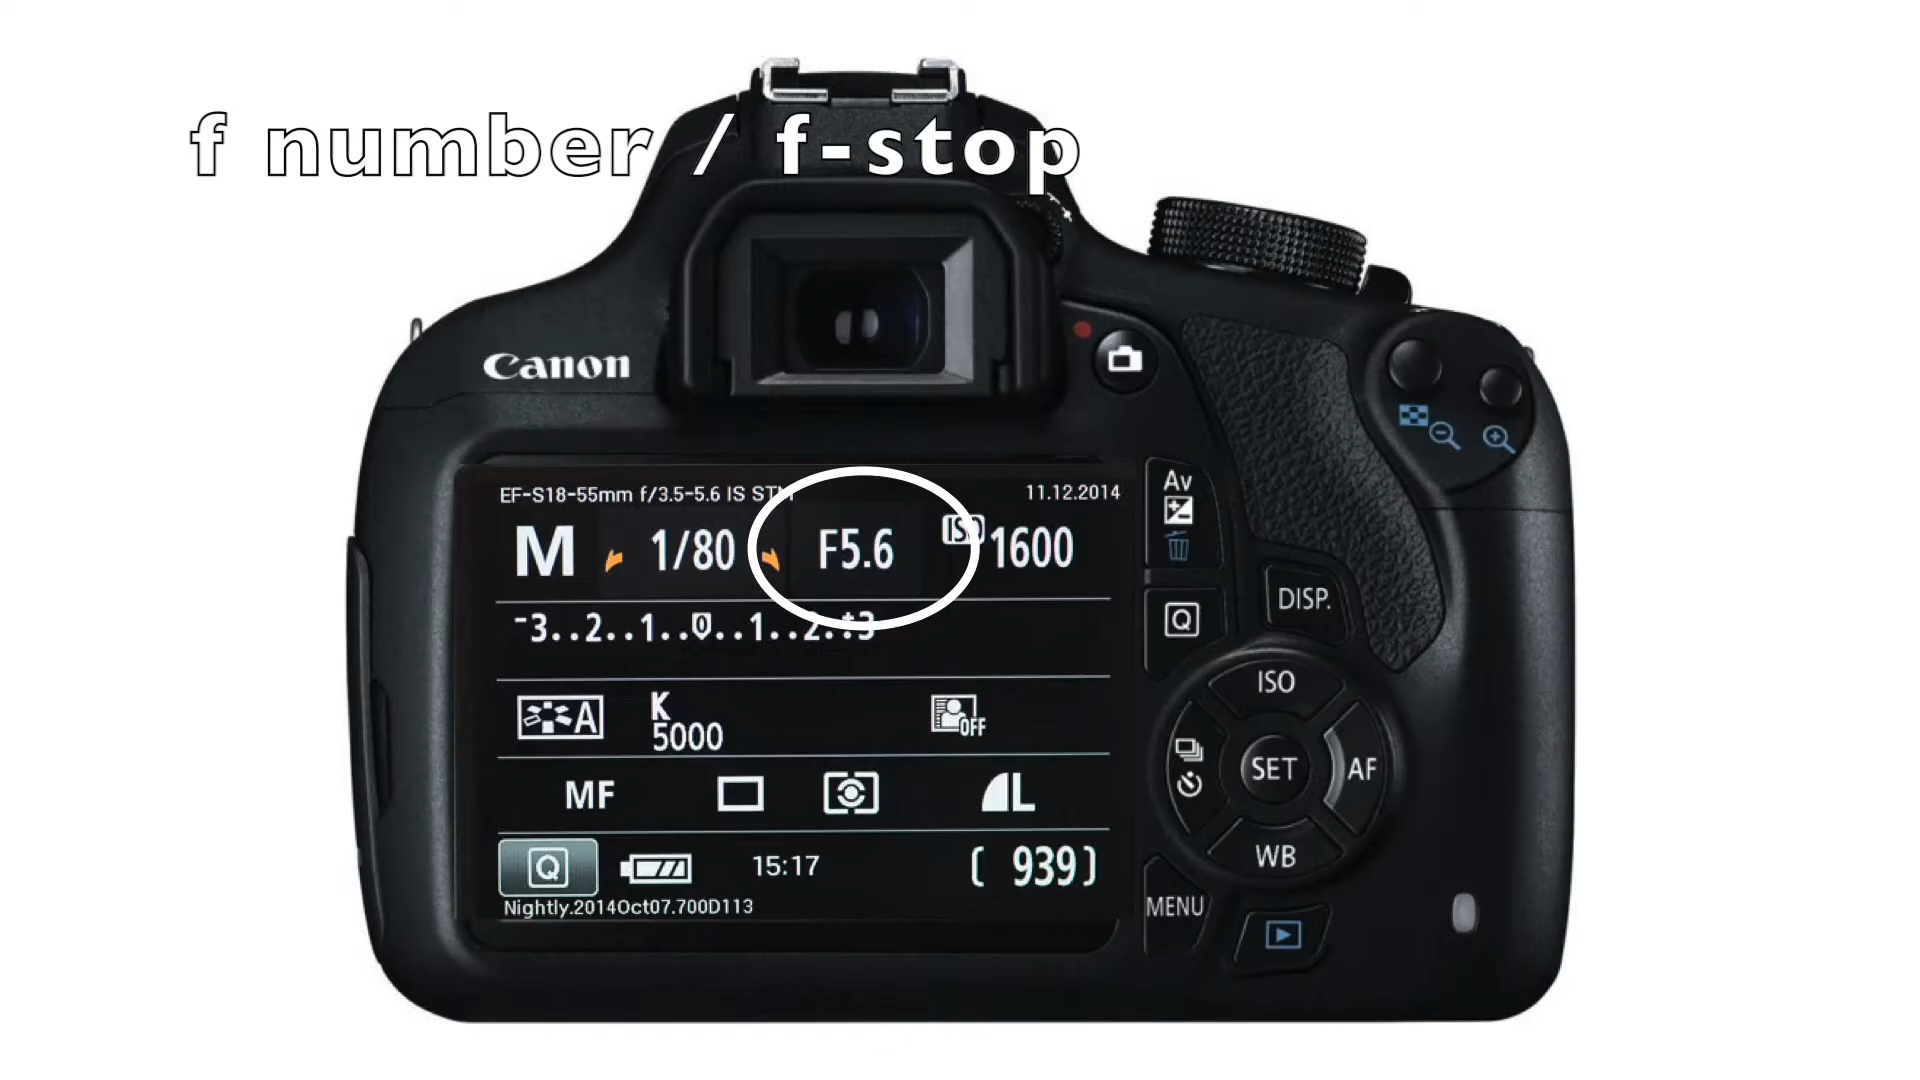 f number / f-stop
Canon
EF-S18-55mm f/3.5-5.6 IS STM
11.12.2014
M 1/80 F5.6 ISO 1600
-3..2..1..0..1..2..+3
A
K
5000
OFF
MF
L
Q
15:17
[ 939]
Nightly.2014Oct07.700D113
Av
Q
DISP.
ISO
SET
AF
WB
MENU